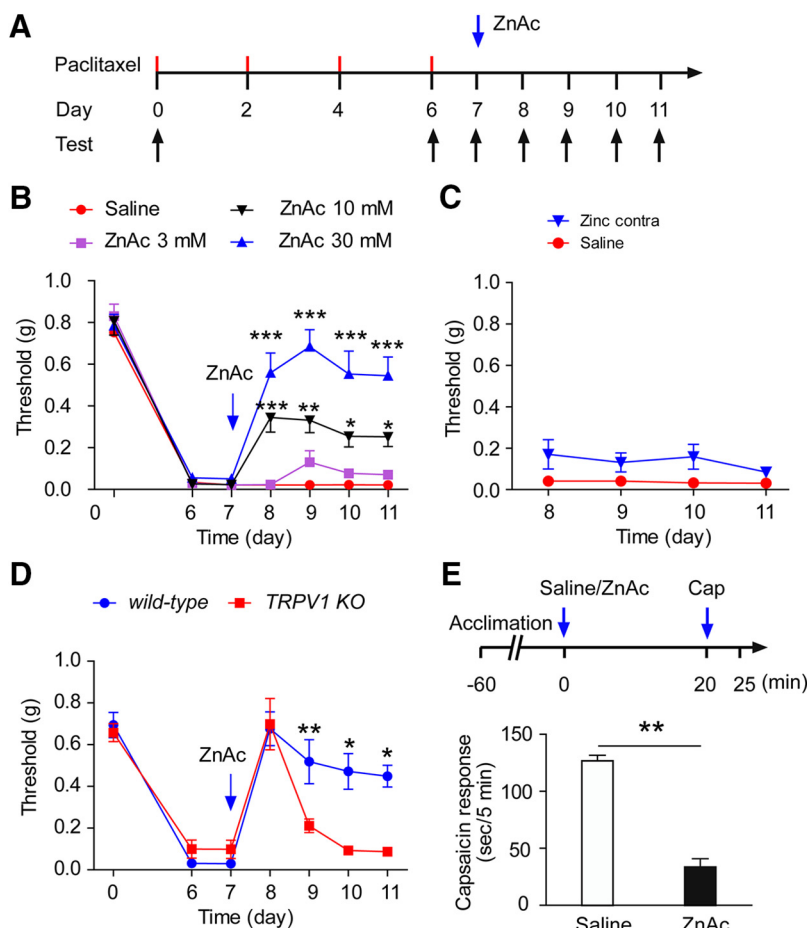 A
ZnAc
Paclitaxel
Day 0 2 4 6 7 8 9 10 11
Test
B
Saline ZnAc 10 mM
ZnAc 3 mM ZnAc 30 mM
Threshold (g)
1.0
0.8
0.6
0.4
0.2
0.0
ZnAc
***
***
***
***
***
**
*
*
0 6 7 8 9 10 11
Time (day)
C
Zinc contra
Saline
Threshold (g)
1.0
0.8
0.6
0.4
0.2
0.0
8 9 10 11
Time (day)
D
wild-type TRPV1 KO
Threshold (g)
1.0
0.8
0.6
0.4
0.2
0.0
ZnAc
**
*
*
0 6 7 8 9 10 11
Time (day)
E
Saline/ZnAc Cap
Acclimation
-60 0 20 25 (min)
Capsaicin response
(sec/5 min)
150
100
50
0
**
Saline ZnAc